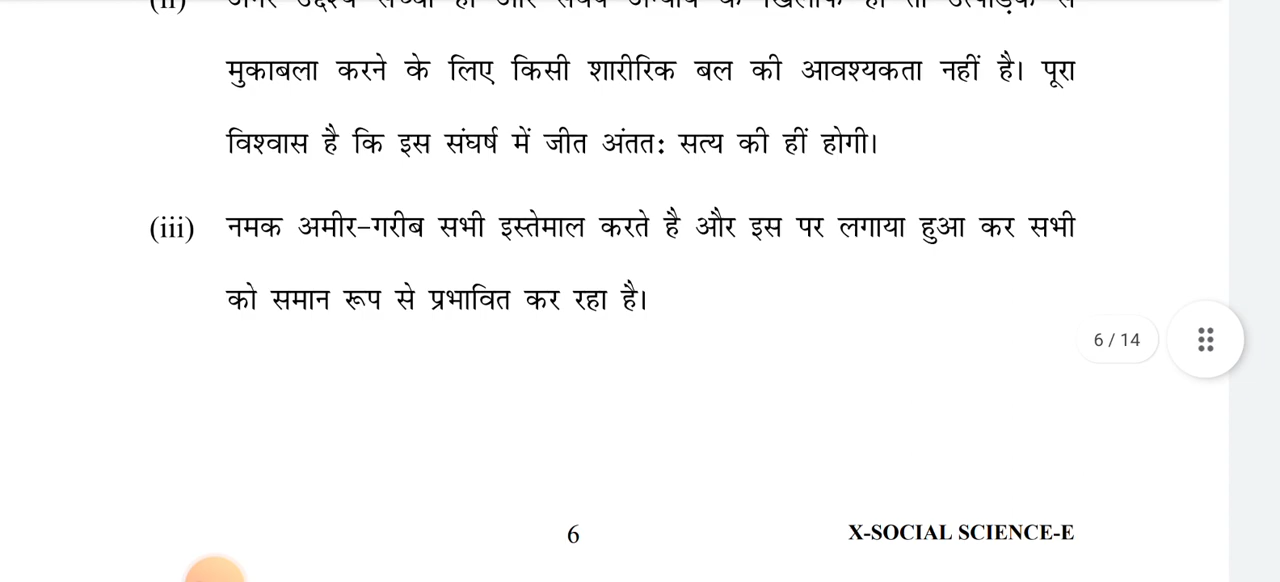 मुकाबला करने के लिए किसी शारीरिक बल की आवश्यकता नहीं है। पूरा
विश्वास है कि इस संघर्ष में जीत अंतत: सत्य की हीं होगी।
(iii) नमक अमीर-गरीब सभी इस्तेमाल करते है और इस पर लगाया हुआ कर सभी
को समान रूप से प्रभावित कर रहा है।
6 / 14
6 X-SOCIAL SCIENCE-E